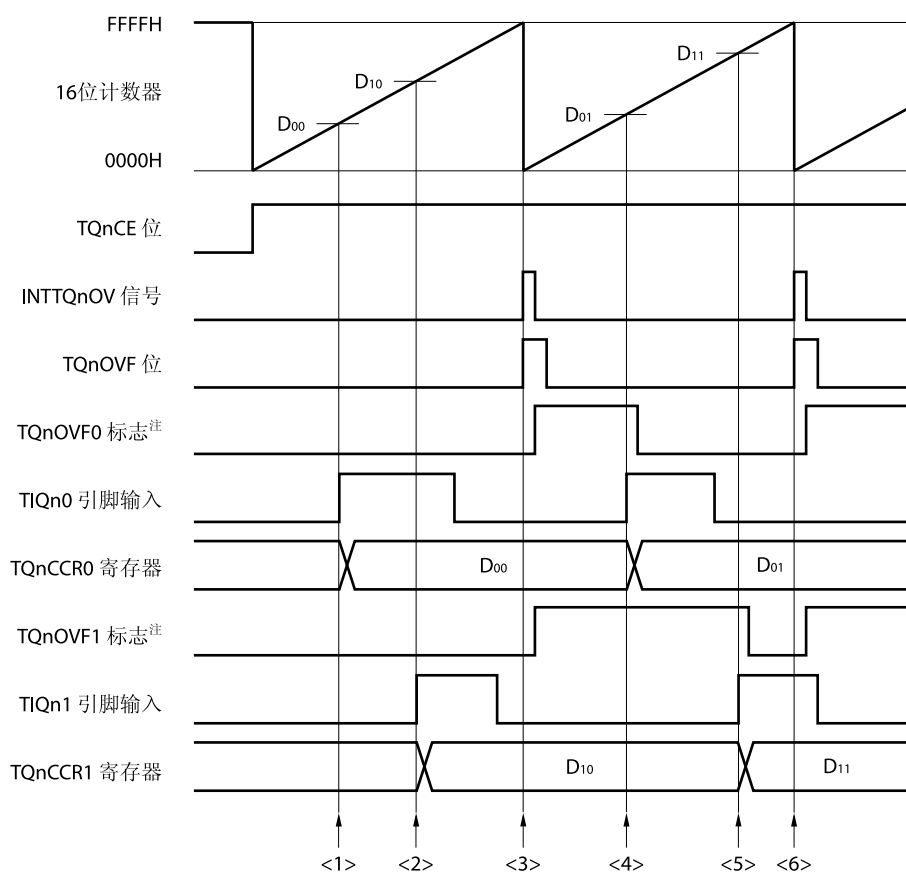 FFFFH
D11
D10
16位计数器
D00
D01
0000H
TQnCE 位
INTTQnOV 信号
TQnOVF 位
TQnOVF0 标志注
TIQn0 引脚输入
TQnCCR0 寄存器
D00
D01
TQnOVF1 标志注
TIQn1 引脚输入
TQnCCR1 寄存器
D10
D11
<1> <2> <3> <4> <5> <6>